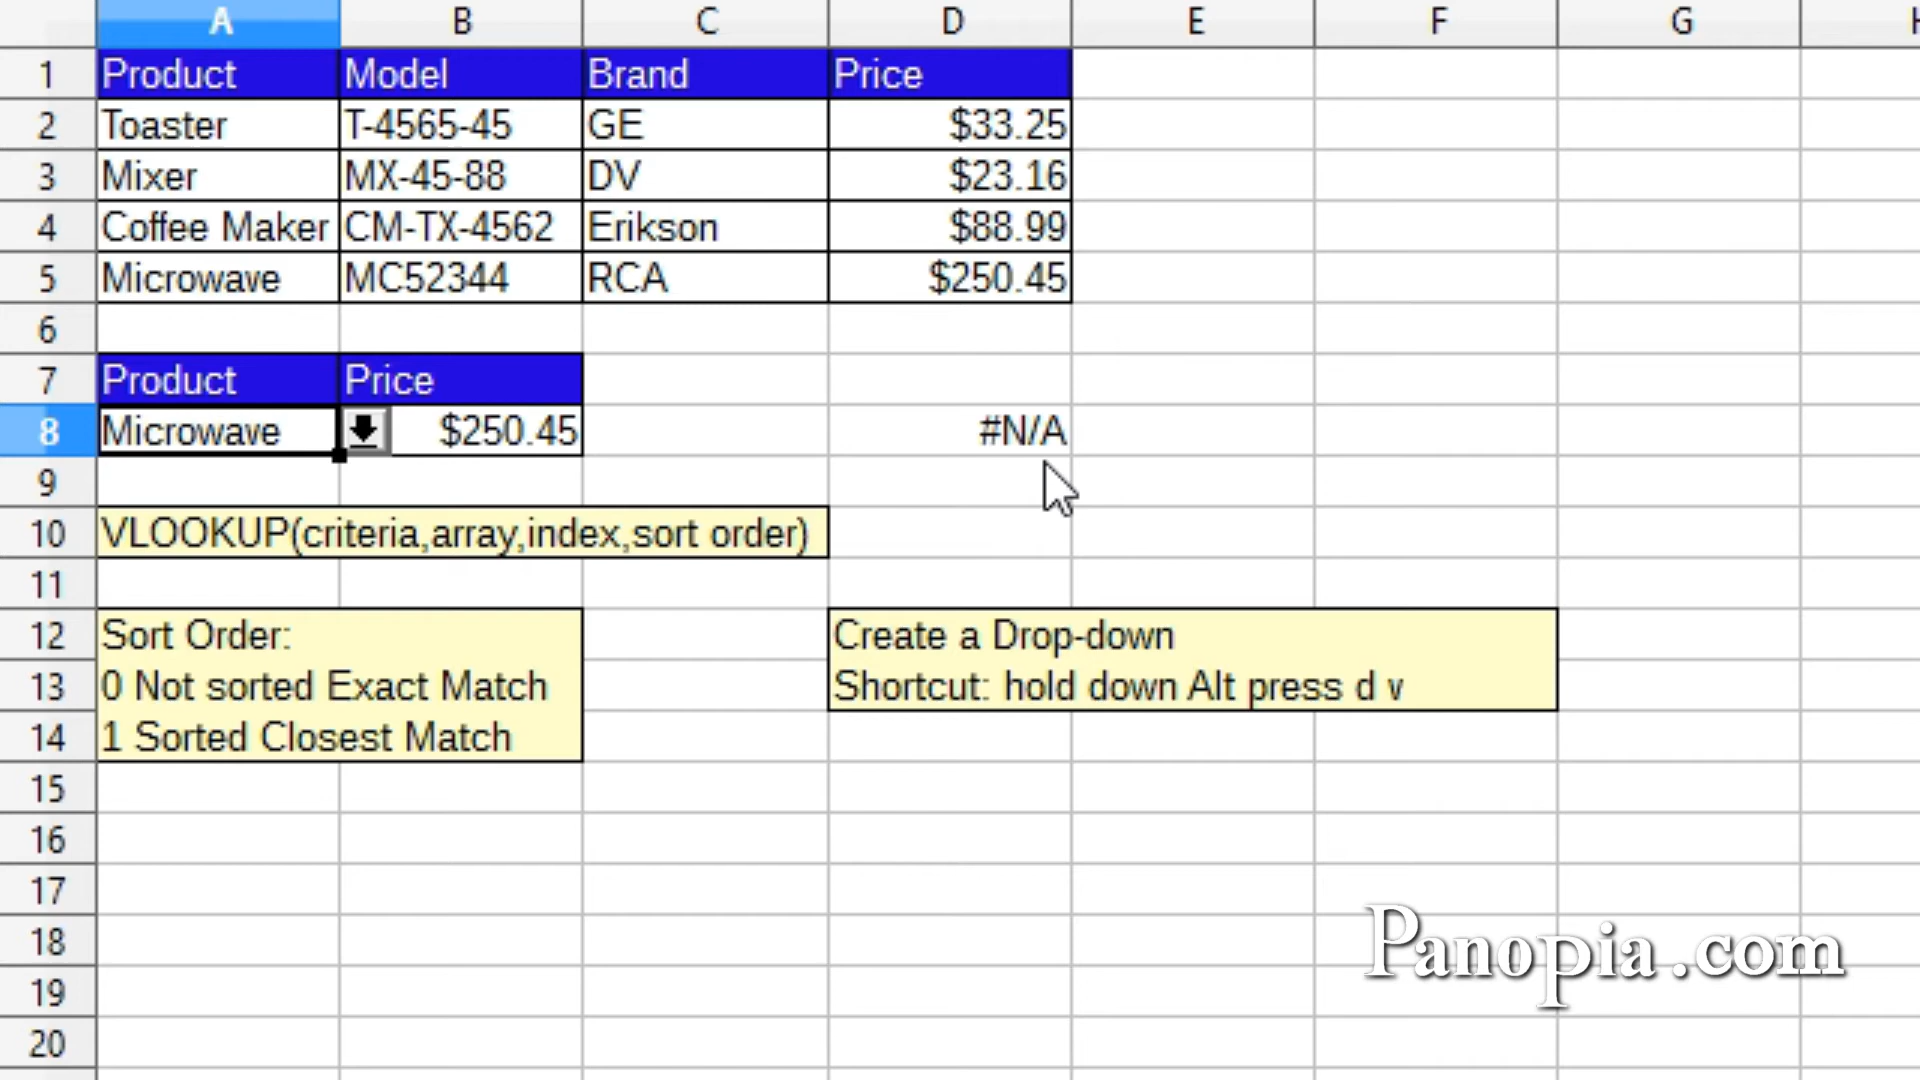 A B C D E F G H
1 Product Model Brand Price
2 Toaster T-4565-45 GE $33.25
3 Mixer MX-45-88 DV $23.16
4 Coffee Maker CM-TX-4562 Erikson $88.99
5 Microwave MC52344 RCA $250.45
6
7 Product Price
8 Microwave $250.45 #N/A
9
10 VLOOKUP(criteria,array,index,sort order)
11
12 Sort Order: Create a Drop-down
13 0 Not sorted Exact Match Shortcut: hold down Alt press d v
14 1 Sorted Closest Match
15
16
17
18
Panopia.com
19
20